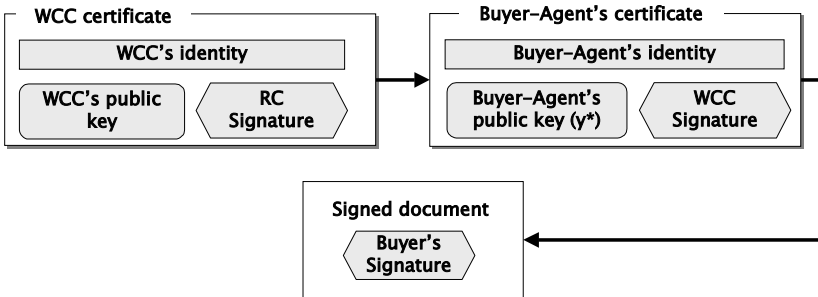 WCC certificate
WCC's identity
WCC's public
key
RC
Signature
Buyer–Agent's certificate
Buyer–Agent's identity
Buyer–Agent's
public key (y*)
WCC
Signature
Signed document
Buyer's
Signature